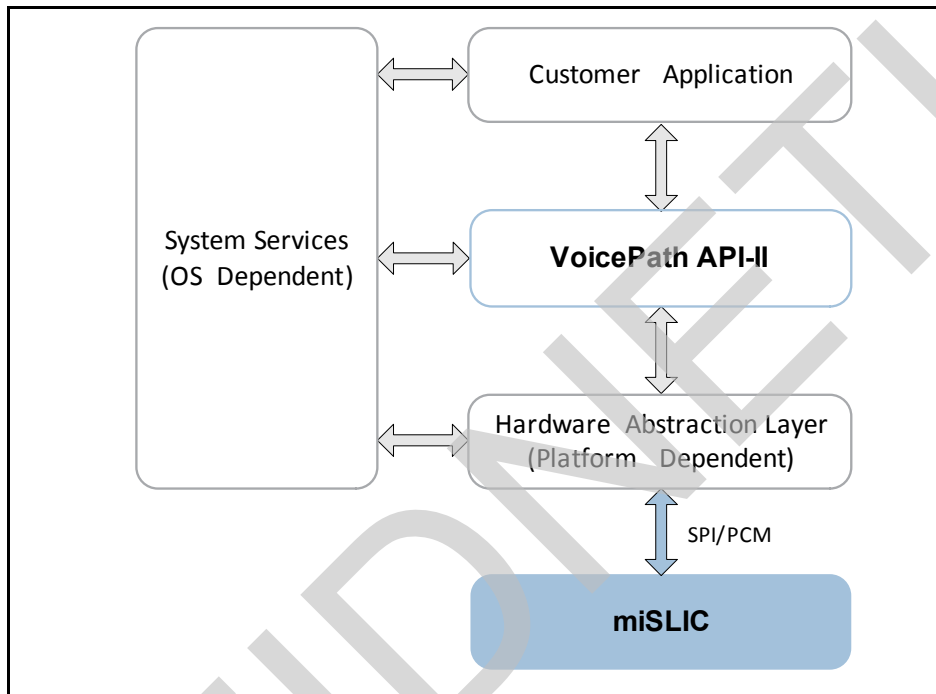 Customer Application
System Services
(OS Dependent)
VoicePath API-II
Hardware Abstraction Layer
(Platform Dependent)
SPI/PCM
miSLIC